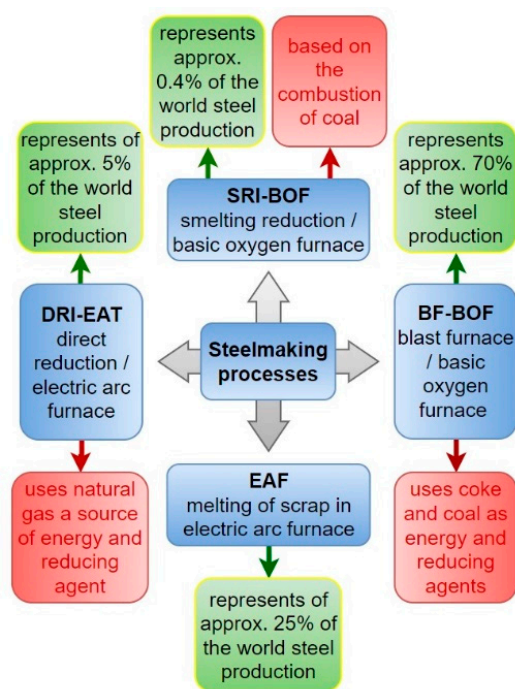 represents
approx.
0.4% of the
world steel
production
based on
the
combustion
of coal
represents of
approx. 5%
of the world
steel
production
represents
approx. 70%
of the world
steel
production
SRI-BOF
smelting reduction /
basic oxygen furnace
DRI-EAT
direct
reduction /
electric arc
furnace
Steelmaking
processes
BF-BOF
blast furnace
/ basic
oxygen
furnace
uses natural
gas a source
of energy and
reducing
agent
EAF
melting of scrap in
electric arc furnace
uses coke
and coal as
energy and
reducing
agents
represents of
approx. 25% of
the world steel
production